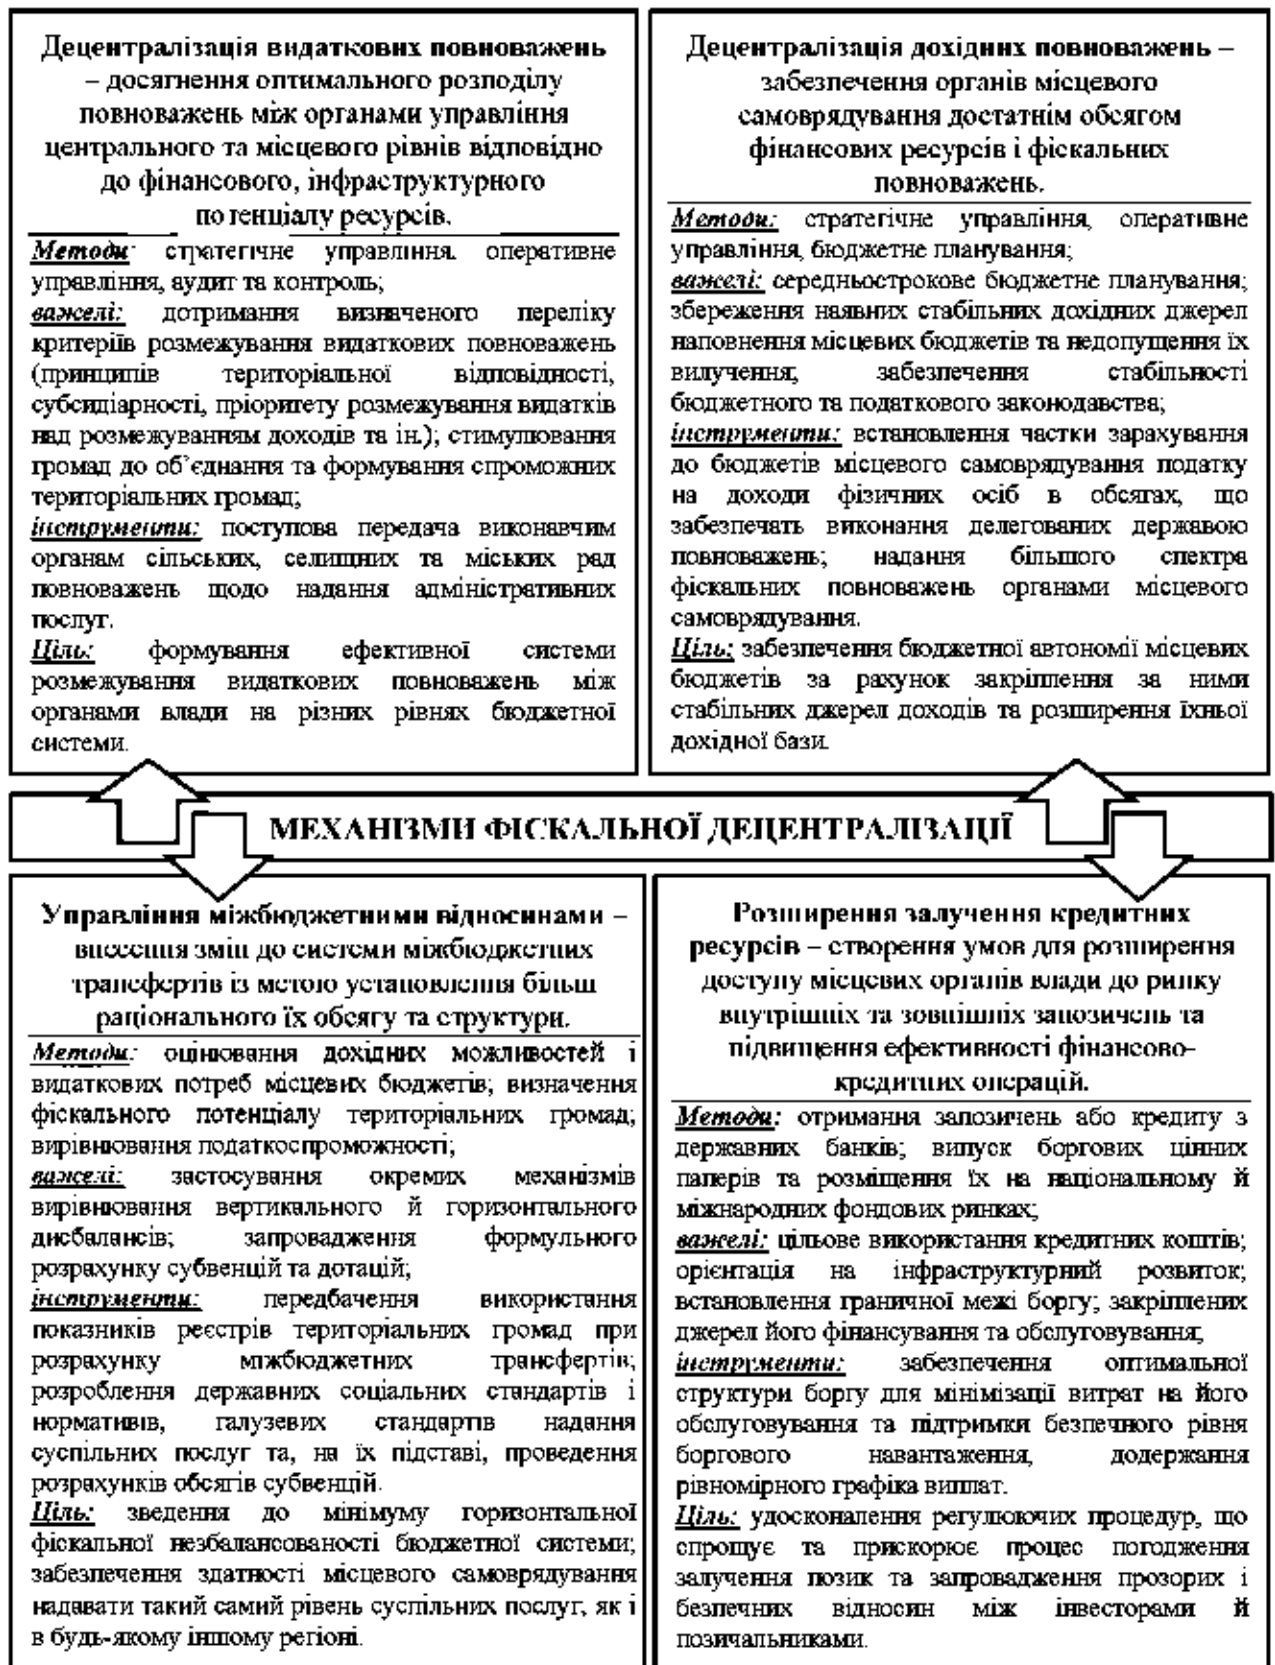 Децентралізація видаткових повноважень
– досягнення оптимального розподілу
повноважень між органами управління
центрального та місцевого рівнів відповідно
до фінансового, інфраструктурного
потенціалу ресурсів.
Методи: стратегічне управління, оперативне
управління, аудит та контроль;
важелі: дотримання визначеного переліку
критеріїв розмежування видаткових повноважень
(принципів територіальної відповідності,
субсидіарності, пріоритету розмежування видатків
над розмежуванням доходів та ін.); стимулювання
громад до об’єднання та формування спроможних
територіальних громад;
інструменти: поступова передача виконавчим
органам сільських, селищних та міських рад
повноважень щодо надання адміністративних
послуг.
Ціль: формування ефективної системи
розмежування видаткових повноважень між
органами влади на різних рівнях бюджетної
системи.
Децентралізація дохідних повноважень –
забезпечення органів місцевого
самоврядування достатнім обсягом
фінансових ресурсів і фіскальних
повноважень.
Методи: стратегічне управління, оперативне
управління, бюджетне планування;
важелі: середньострокове бюджетне планування;
збереження наявних стабільних дохідних джерел
наповнення місцевих бюджетів та недопущення їх
вилучення; забезпечення стабільності
бюджетного та податкового законодавства;
інструменти: встановлення частки зарахування
до бюджетів місцевого самоврядування податку
на доходи фізичних осіб в обсягах, що
забезпечать виконання делегованих державою
повноважень; надання більшого спектра
фіскальних повноважень органами місцевого
самоврядування.
Ціль: забезпечення бюджетної автономії місцевих
бюджетів за рахунок закріплення за ними
стабільних джерел доходів та розширення їхньої
дохідної бази.
МЕХАНІЗМИ ФІСКАЛЬНОЇ ДЕЦЕНТРАЛІЗАЦІЇ
Управління міжбюджетними відносинами –
внесення змін до системи міжбюджетних
трансфертів із метою установлення більш
раціонального їх обсягу та структури.
Методи: оцінювання дохідних можливостей і
видаткових потреб місцевих бюджетів; визначення
фіскального потенціалу територіальних громад;
вирівнювання податкоспроможності;
важелі: застосування окремих механізмів
вирівнювання вертикального й горизонтального
дисбалансів; запровадження формульного
розрахунку субвенцій та дотацій;
інструменти: передбачення використання
показників реєстрів територіальних громад при
розрахунку міжбюджетних трансфертів;
розроблення державних соціальних стандартів і
нормативів, галузевих стандартів надання
суспільних послуг та, на їх підставі, проведення
розрахунків обсягів субвенцій.
Ціль: зведення до мінімуму горизонтальної
фіскальної незбалансованості бюджетної системи;
забезпечення здатності місцевого самоврядування
надавати такий самий рівень суспільних послуг, як і
в будь-якому іншому регіоні.
Розширення залучення кредитних
ресурсів – створення умов для розширення
доступу місцевих органів влади до ринку
внутрішніх та зовнішніх запозичень та
підвищення ефективності фінансово-
кредитних операцій.
Методи: отримання запозичень або кредиту з
державних банків; випуск боргових цінних
паперів та розміщення їх на національному й
міжнародних фондових ринках;
важелі: цільове використання кредитних коштів;
орієнтація на інфраструктурний розвиток;
встановлення граничної межі боргу; закріплених
джерел його фінансування та обслуговування;
інструменти: забезпечення оптимальної
структури боргу для мінімізації витрат на його
обслуговування та підтримки безпечного рівня
боргового навантаження, додержання
рівномірного графіка виплат.
Ціль: удосконалення регулюючих процедур, що
спрощує та прискорює процес погодження
залучення позик та запровадження прозорих і
безпечних відносин між інвесторами й
позичальниками.